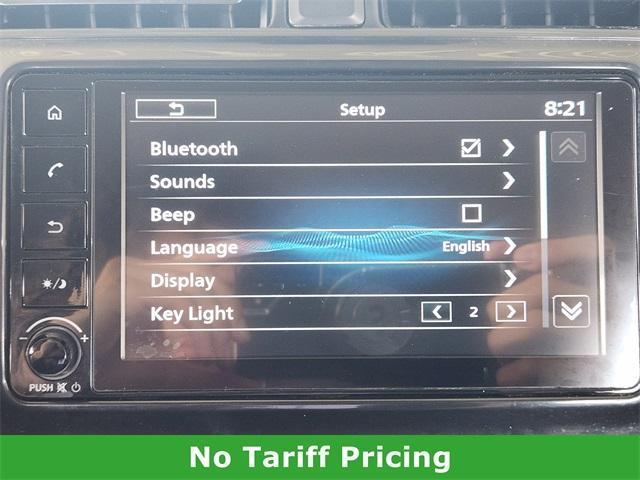 Setup 8:21
Bluetooth
Sounds
Beep
Language English
Display
Key Light 2
PUSH
No Tariff Pricing